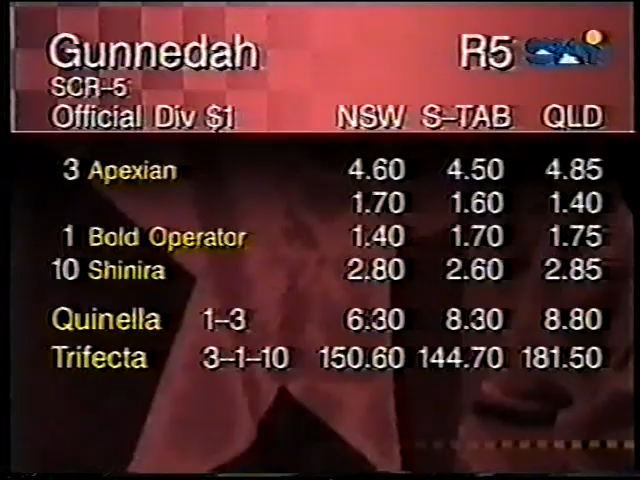 Gunnedah R5 SKY
SCR-5
Official Div $1 NSW S-TAB QLD
3 Apexian 4.60 4.50 4.85
1.70 1.60 1.40
1 Bold Operator 1.40 1.70 1.75
10 Shinira 2.80 2.60 2.85
Quinella 1-3 6.30 8.30 8.80
Trifecta 3-1-10 150.60 144.70 181.50